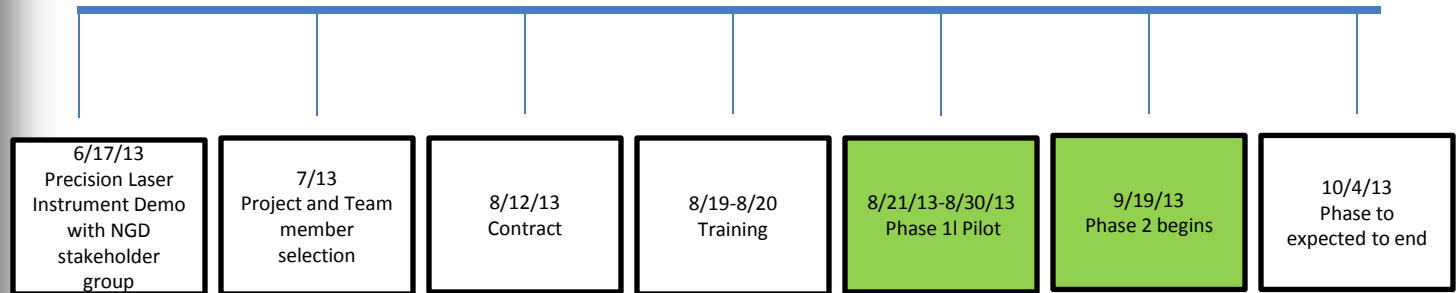 6/17/13
Precision Laser
Instrument Demo
with NGD
stakeholder
group
7/13
Project and Team
member
selection
8/12/13
Contract
8/19-8/20
Training
8/21/13-8/30/13
Phase 1l Pilot
9/19/13
Phase 2 begins
10/4/13
Phase to
expected to end